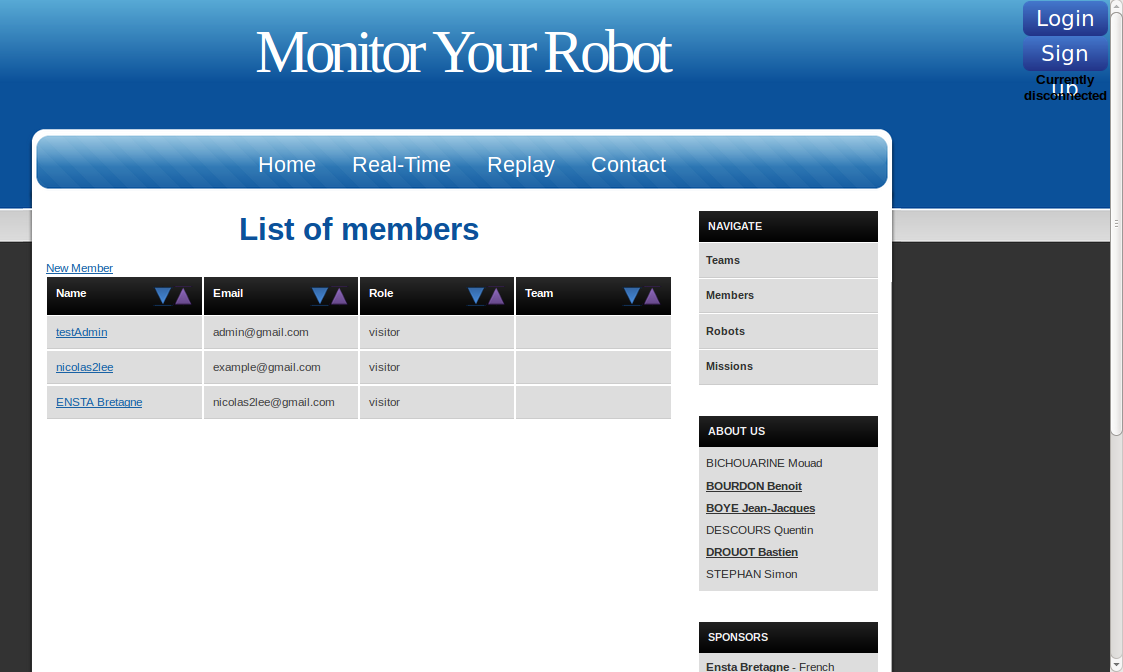 Monitor Your Robot
Login
Sign
up
Currently
disconnected
Home Real-Time Replay Contact
List of members
New Member
Name Email Role Team
testAdmin admin@gmail.com visitor
nicolas2lee example@gmail.com visitor
ENSTA Bretagne nicolas2lee@gmail.com visitor
NAVIGATE
Teams
Members
Robots
Missions
ABOUT US
BICHOUARINE Mouad
BOURDON Benoit
BOYE Jean-Jacques
DESCOURS Quentin
DROUOT Bastien
STEPHAN Simon
SPONSORS
Ensta Bretagne - French